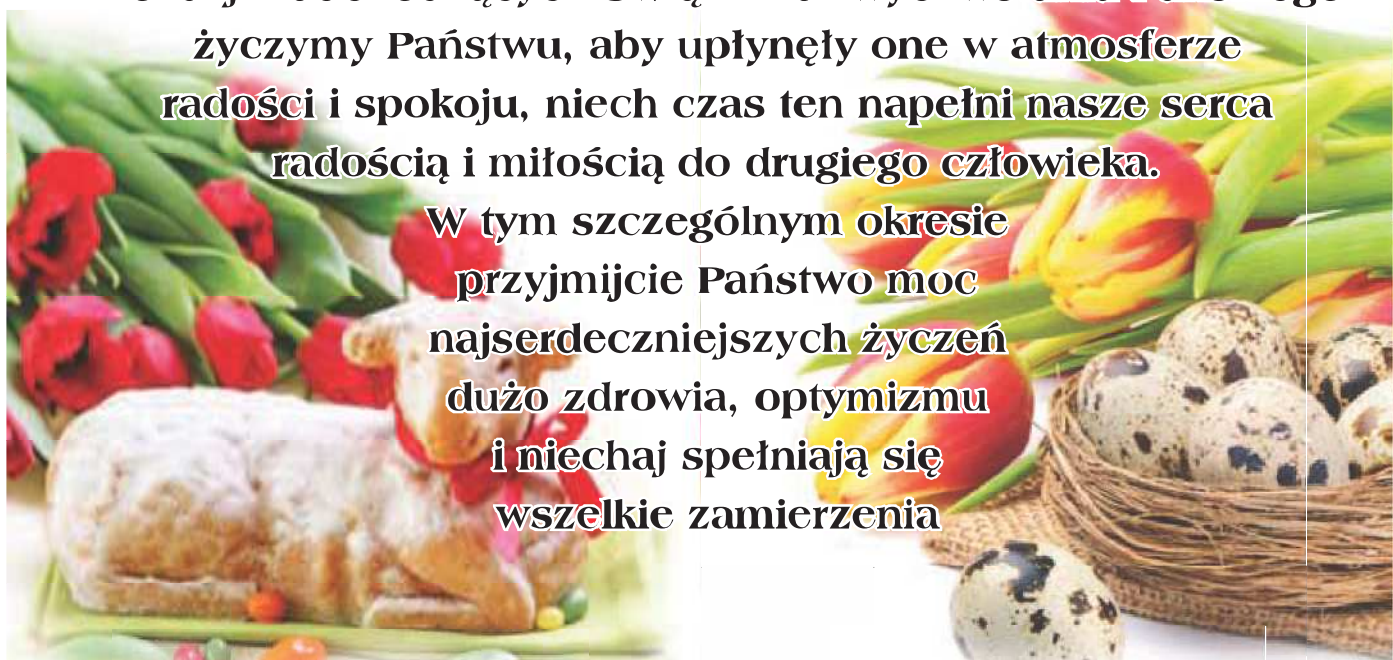 życzymy Państwu, aby upłynęły one w atmosferze
radości i spokoju, niech czas ten napełni nasze serca
radością i miłością do drugiego człowieka.
W tym szczególnym okresie
przyjmijcie Państwo moc
najserdeczniejszych życzeń
dużo zdrowia, optymizmu
i niechaj spełniają się
wszelkie zamierzenia